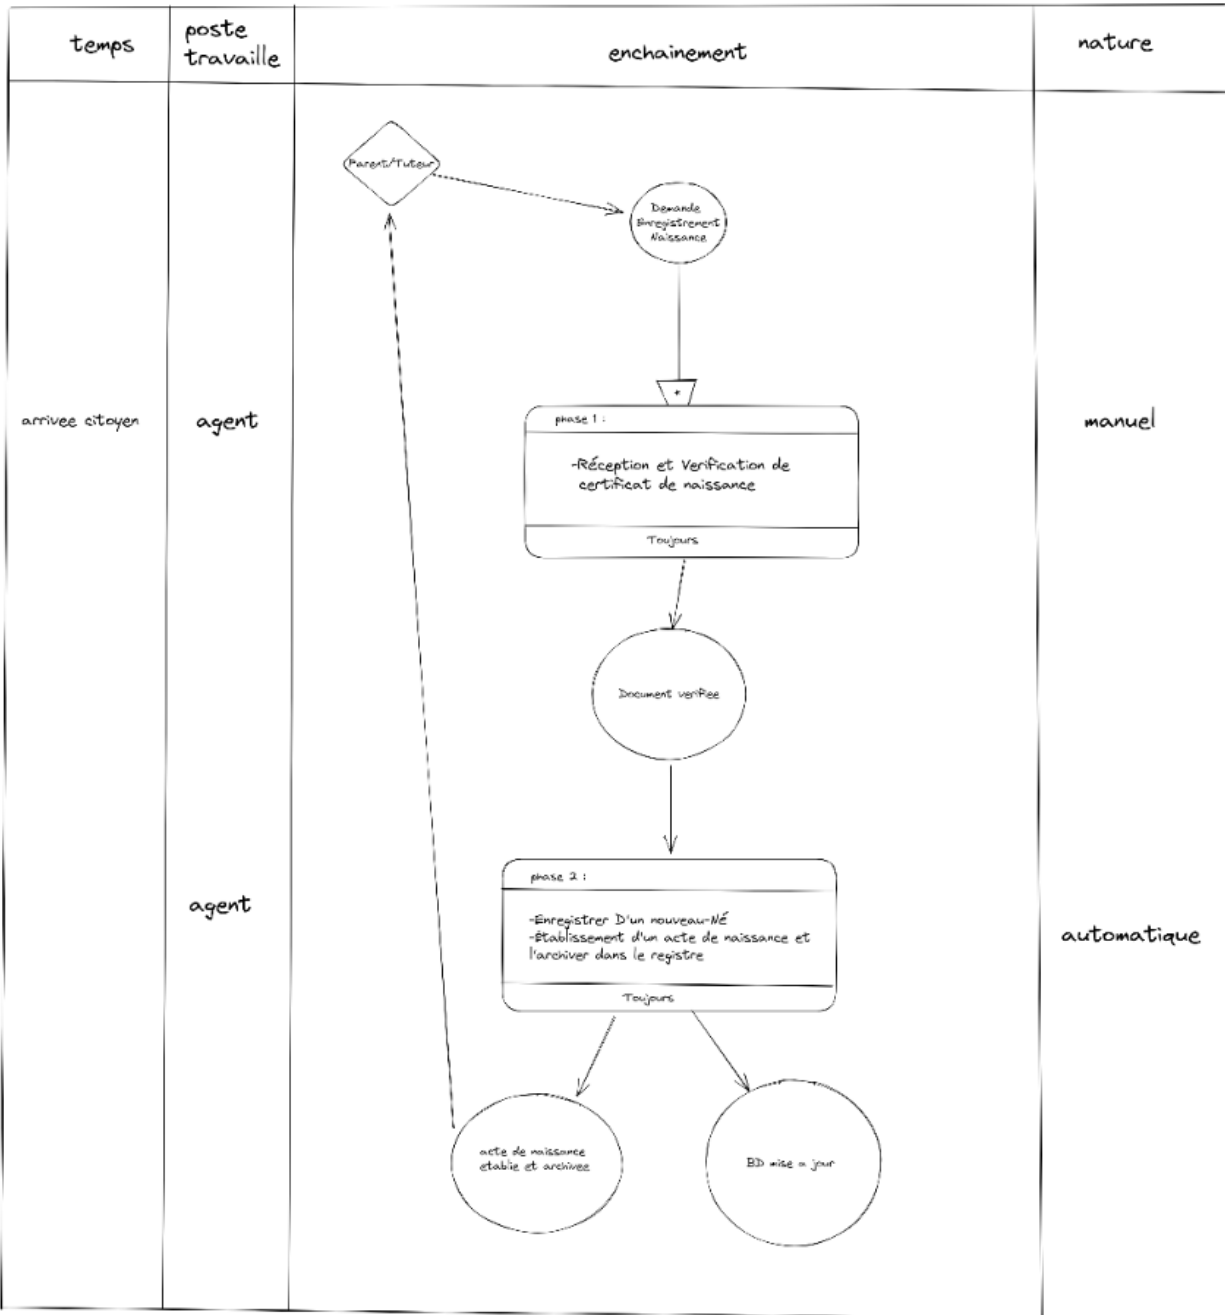 temps
poste
travaille
enchainement
nature
Parent/Tuteur
Demande
Enregistrement
Naissance
*
arrivee citoyen
agent
phase 1 :
-Réception et Verification de
certificat de naissance
Toujours
manuel
Document verifiee
agent
phase 2 :
-Enregistrer D'un nouveau-Né
-Établissement d'un acte de naissance et
l'archiver dans le registre
Toujours
automatique
acte de naissance
etablie et archivee
BD mise a jour